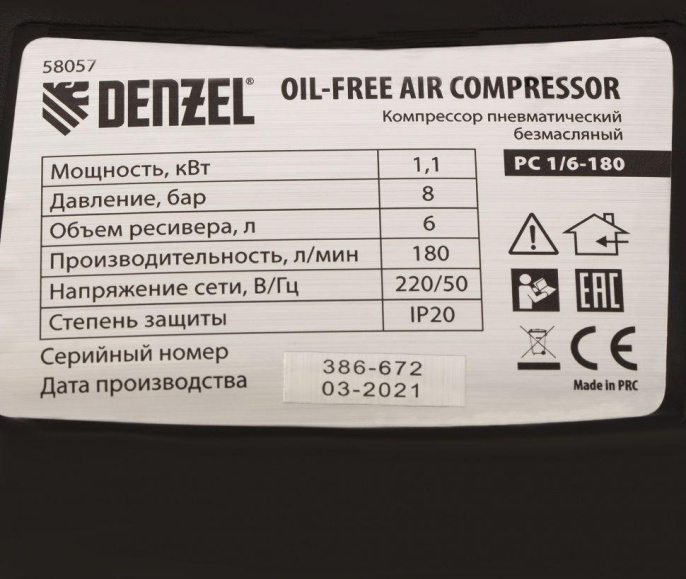 58057
DENZEL®
OIL-FREE AIR COMPRESSOR
Компрессор пневматический
безмасляный
PC 1/6-180
Мощность, кВт 1,1
Давление, бар 8
Объем ресивера, л 6
Производительность, л/мин 180
Напряжение сети, В/Гц 220/50
Степень защиты IP20
Серийный номер 386-672
Дата производства 03-2021
EAC
CE
Made in PRC